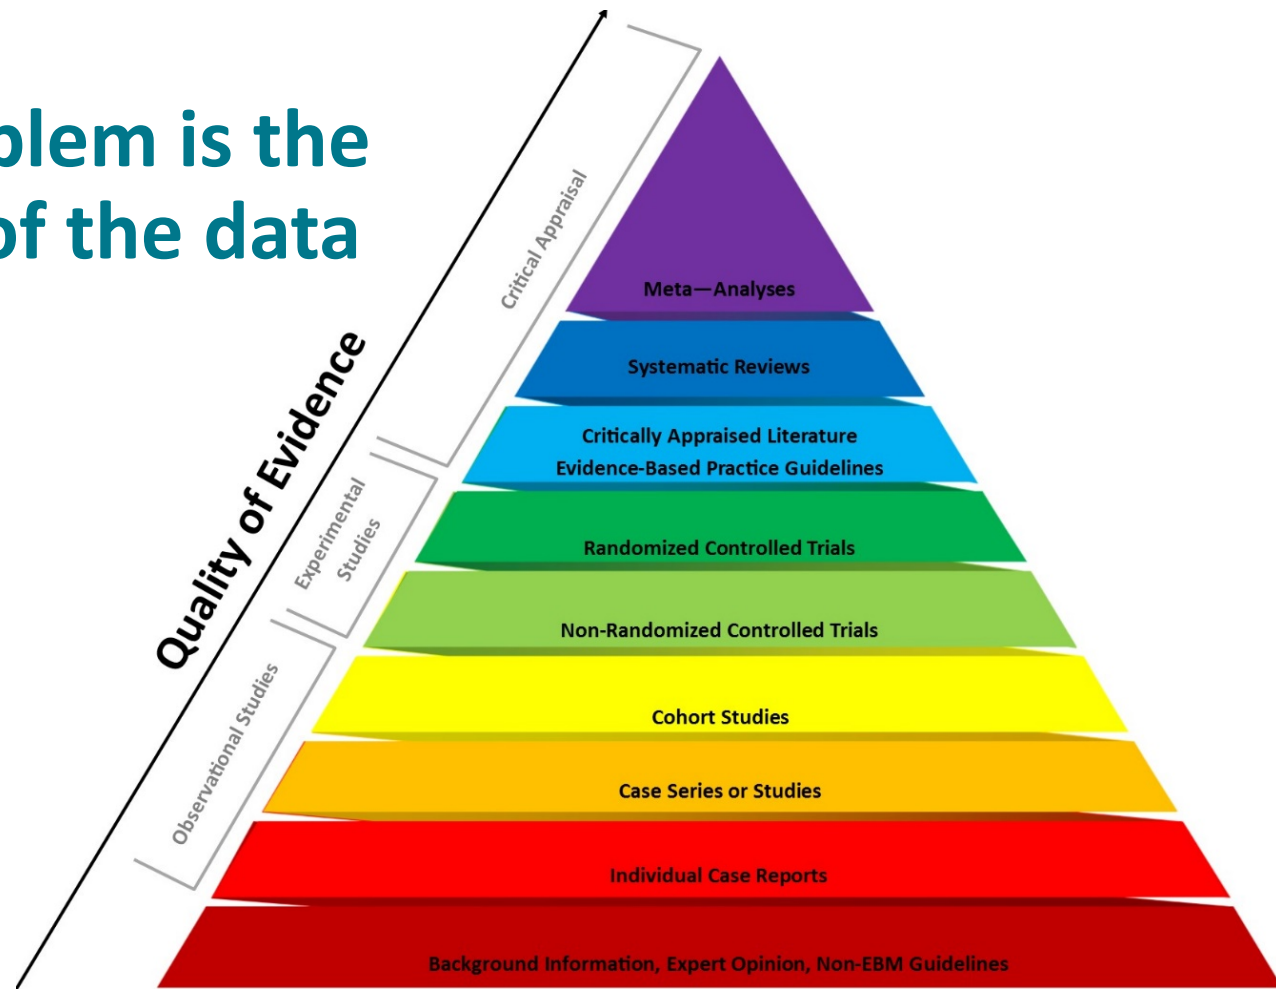 blem is the
of the data
Quality of Evidence
Critical Appraisal
Experimental
Studies
Observational Studies
Meta—Analyses
Systematic Reviews
Critically Appraised Literature
Evidence-Based Practice Guidelines
Randomized Controlled Trials
Non-Randomized Controlled Trials
Cohort Studies
Case Series or Studies
Individual Case Reports
Background Information, Expert Opinion, Non-EBM Guidelines